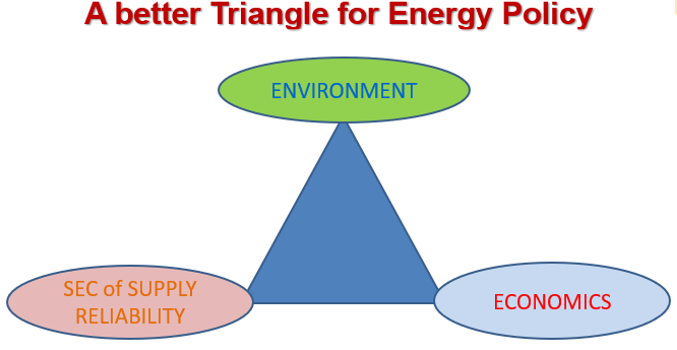 A better Triangle for Energy Policy
ENVIRONMENT
SEC of SUPPLY
RELIABILITY
ECONOMICS